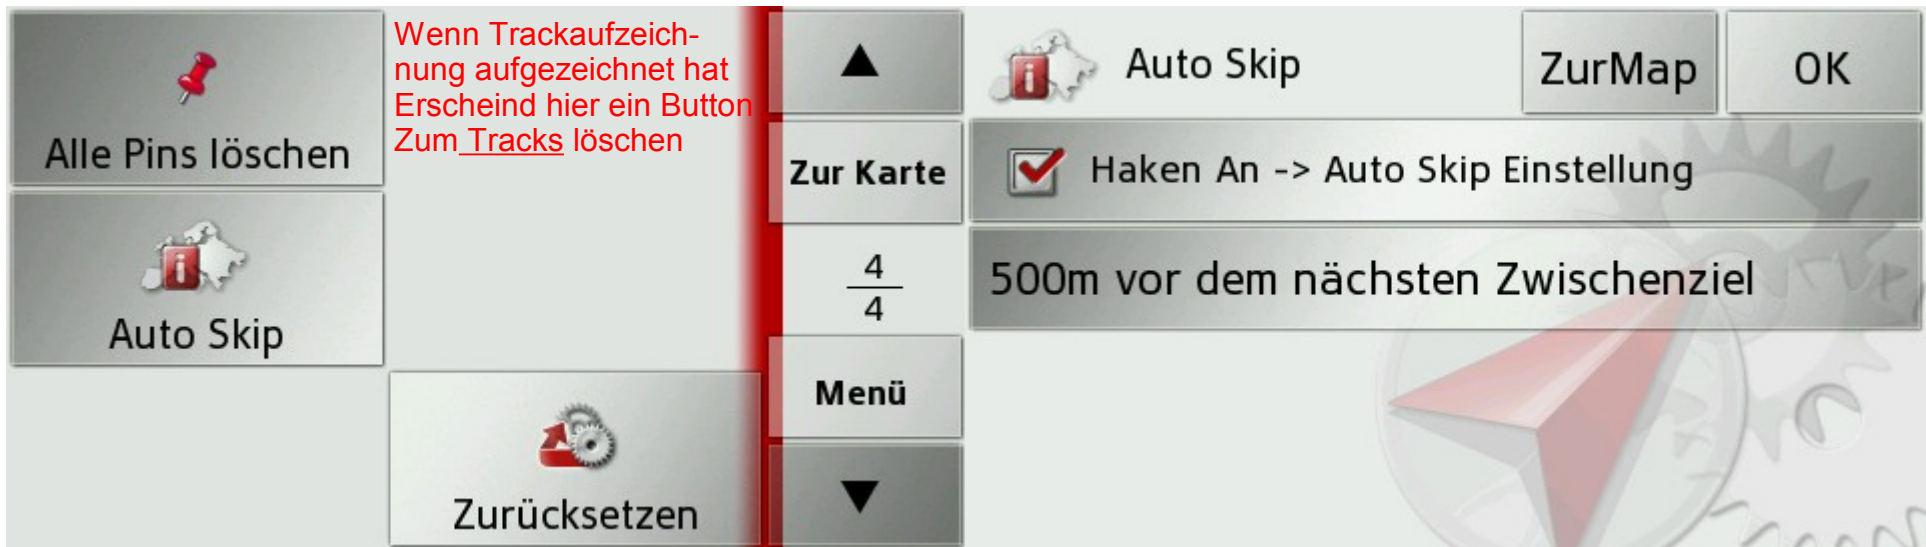 Alle Pins löschen
Wenn Trackaufzeich-
nung aufgezeichnet hat
Erscheind hier ein Button
Zum Tracks löschen
Auto Skip
Zurücksetzen
▲
Zur Karte
4
4
Menü
▼
Auto Skip
ZurMap
OK
Haken An -> Auto Skip Einstellung
500m vor dem nächsten Zwischenziel